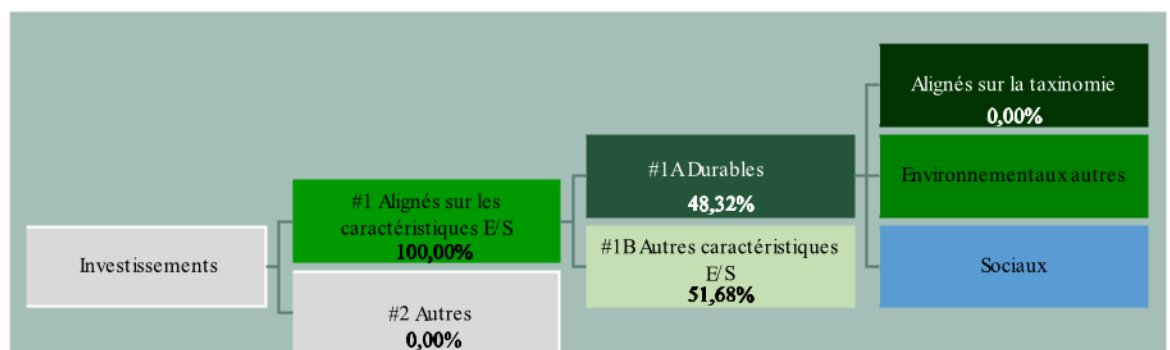 Investissements
#1 Alignés sur les
caractéristiques E/S
100,00%
#2 Autres
0,00%
#1A Durables
48,32%
#1B Autres caractéristiques
E/S
51,68%
Alignés sur la taxinomie
0,00%
Environnementaux autres
Sociaux